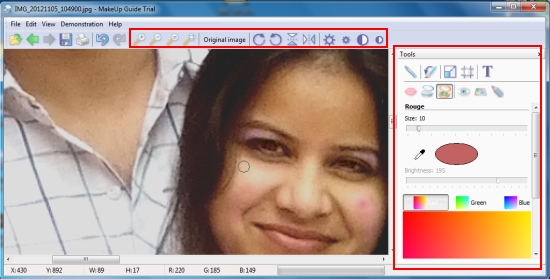 IMG_20121105_104900.jpg - MakeUp Guide Trial
File Edit View Demonstration Help
Original image
Tools
T
Rouge
Size: 10
Brightness: 195
Green Blue
X:430 Y:892 W:89 H:17 R:220 G:185 B:149